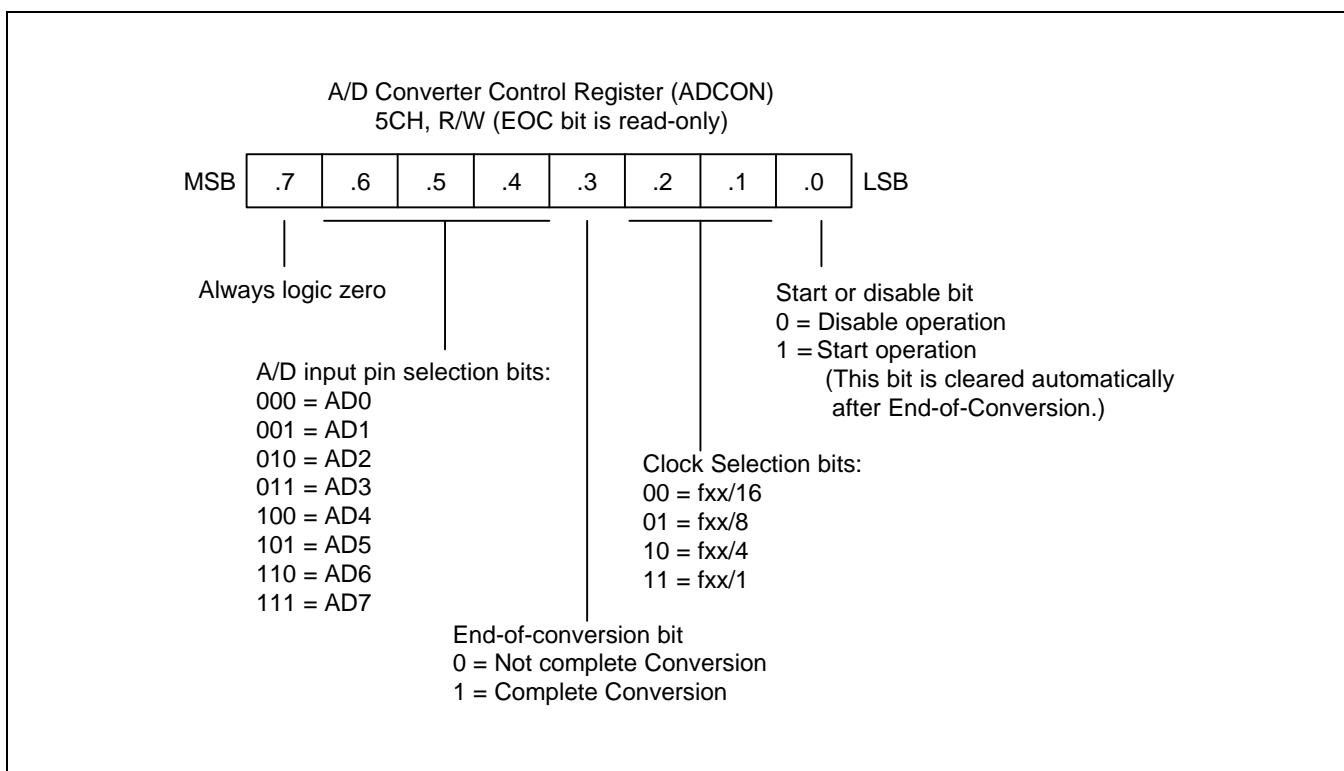 A/D Converter Control Register (ADCON)
5CH, R/W (EOC bit is read-only)
MSB .7 .6 .5 .4 .3 .2 .1 .0 LSB
Always logic zero
A/D input pin selection bits:
000 = AD0
001 = AD1
010 = AD2
011 = AD3
100 = AD4
101 = AD5
110 = AD6
111 = AD7
End-of-conversion bit
0 = Not complete Conversion
1 = Complete Conversion
Clock Selection bits:
00 = fxx/16
01 = fxx/8
10 = fxx/4
11 = fxx/1
Start or disable bit
0 = Disable operation
1 = Start operation
(This bit is cleared automatically
after End-of-Conversion.)